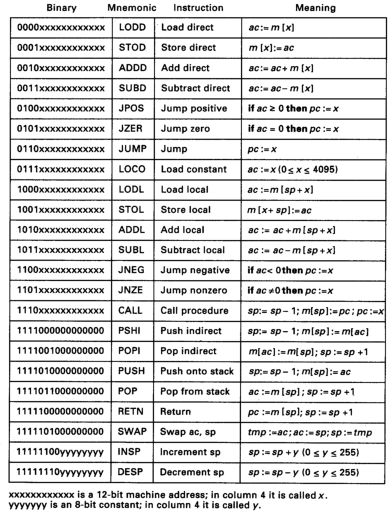 Binary Mnemonic Instruction Meaning
0000xxxxxxxxxxxx LODD Load direct ac := m [x]
0001xxxxxxxxxxxx STOD Store direct m [x]:= ac
0010xxxxxxxxxxxx ADDD Add direct ac := ac + m [x]
0011xxxxxxxxxxxx SUBD Subtract direct ac := ac - m [x]
0100xxxxxxxxxxxx JPOS Jump positive if ac ≥ 0 then pc := x
0101xxxxxxxxxxxx JZER Jump zero if ac = 0 then pc := x
0110xxxxxxxxxxxx JUMP Jump pc := x
0111xxxxxxxxxxxx LOCO Load constant ac := x (0 ≤ x ≤ 4095)
1000xxxxxxxxxxxx LODL Load local ac := m [sp + x]
1001xxxxxxxxxxxx STOL Store local m [x + sp] := ac
1010xxxxxxxxxxxx ADDL Add local ac := ac + m [sp + x]
1011xxxxxxxxxxxx SUBL Subtract local ac := ac - m [sp + x]
1100xxxxxxxxxxxx JNEG Jump negative if ac < 0 then pc := x
1101xxxxxxxxxxxx JNZE Jump nonzero if ac ≠ 0 then pc := x
1110xxxxxxxxxxxx CALL Call procedure sp := sp - 1; m[sp] := pc ; pc := x
1111000000000000 PSHI Push indirect sp := sp - 1; m[sp] := m[ac]
1111001000000000 POPI Pop indirect m[ac] := m[sp]; sp := sp +1
1111010000000000 PUSH Push onto stack sp := sp - 1; m[sp] := ac
1111011000000000 POP Pop from stack ac := m [sp] ; sp := sp +1
1111100000000000 RETN Return pc := m [sp]; sp := sp +1
1111101000000000 SWAP Swap ac, sp tmp := ac; ac := sp; sp := tmp
11111100yyyyyyyy INSP Increment sp sp := sp + y (0 ≤ y ≤ 255)
11111110yyyyyyyy DESP Decrement sp sp := sp - y (0 ≤ y ≤ 255)
xxxxxxxxxxxx is a 12-bit machine address; in column 4 it is called x.
yyyyyyyy is an 8-bit constant; in column 4 it is called y.